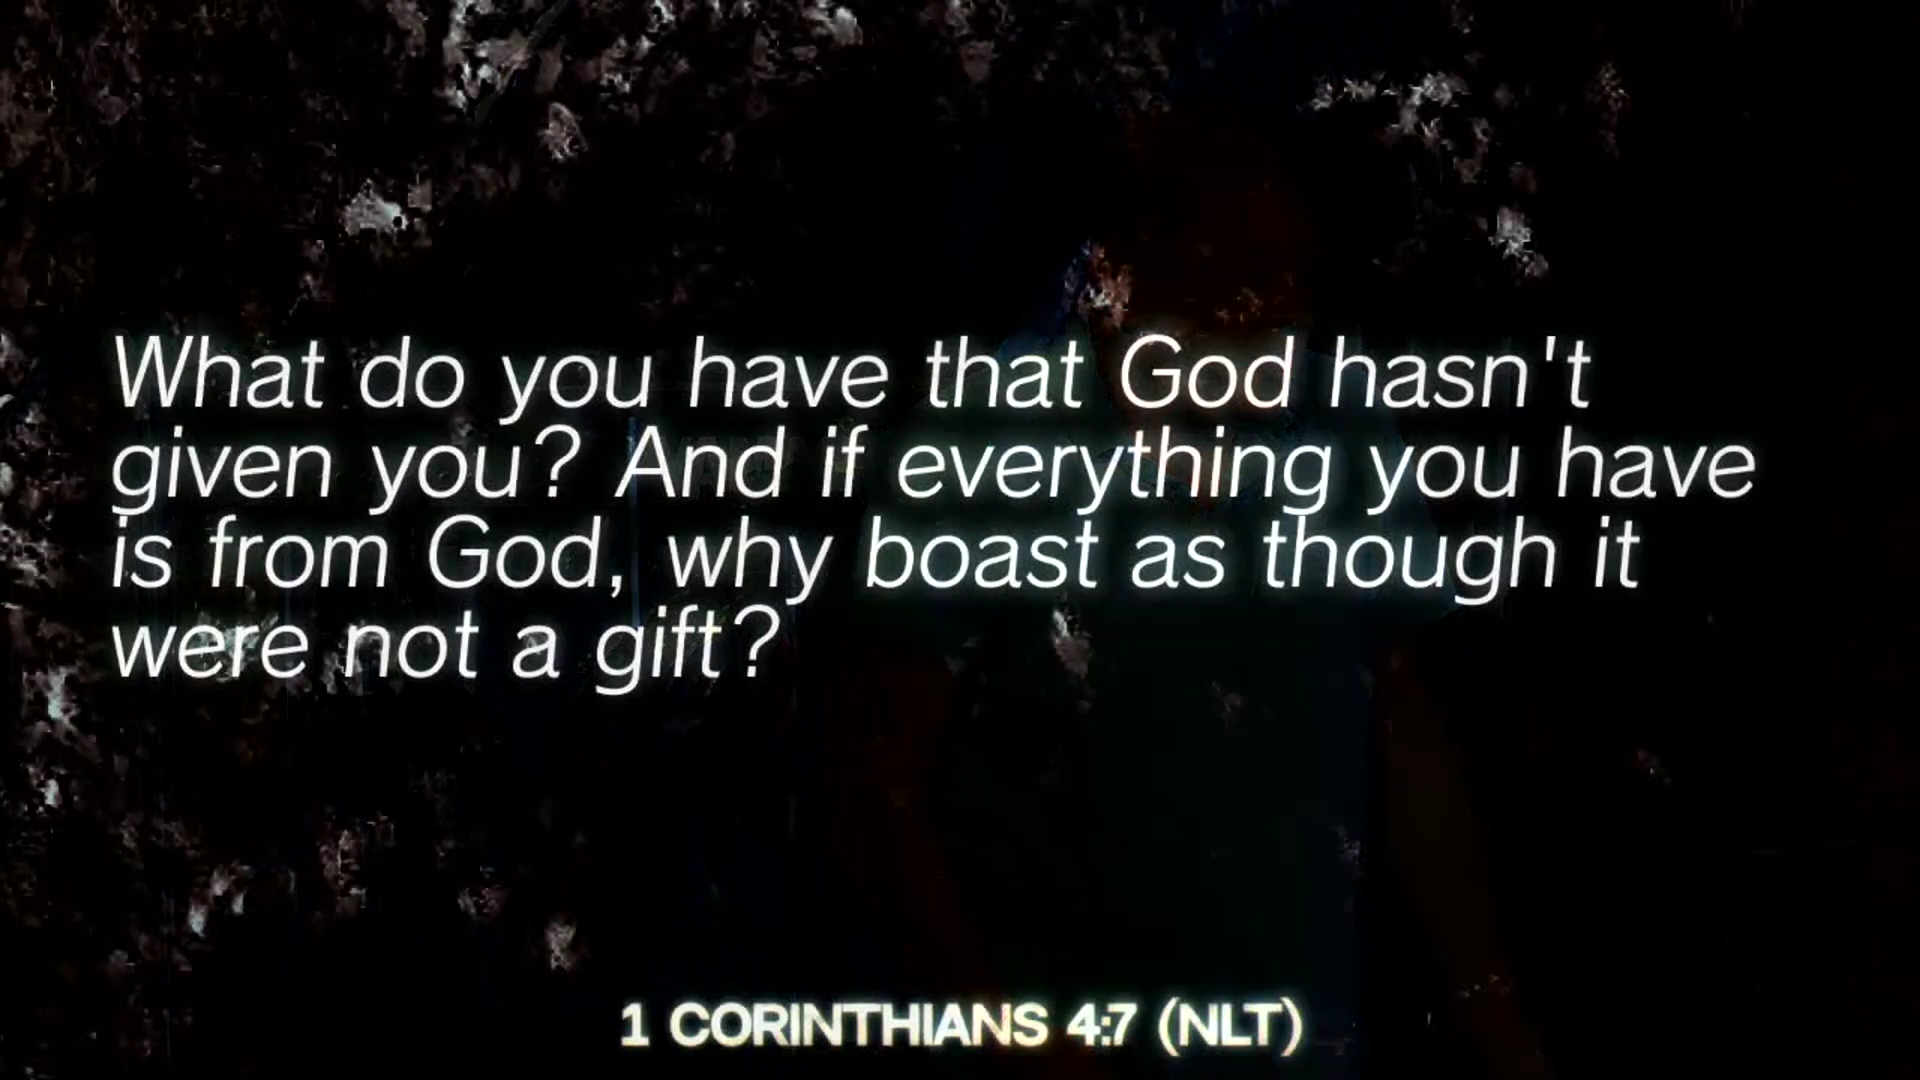 What do you have that God hasn't
given you? And if everything you have
is from God, why boast as though it
were not a gift?
1 CORINTHIANS 4:7 (NLT)